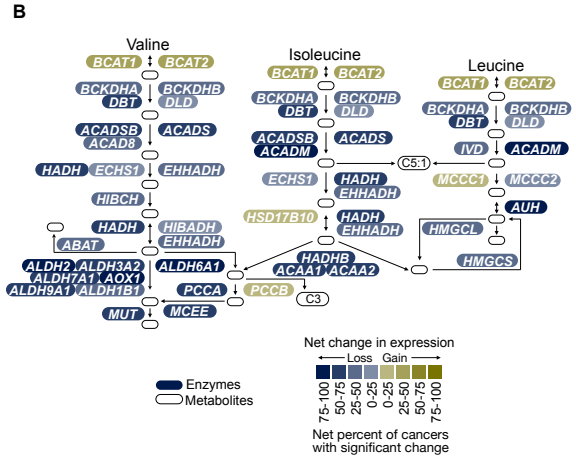 B
Valine
Isoleucine
Leucine
BCAT1 BCAT2
BCAT1 BCAT2
BCAT1 BCAT2
BCKDHA BCKDHB
DBT DLD
BCKDHA BCKDHB
DBT DLD
BCKDHA BCKDHB
DBT DLD
ACADSB ACADS
ACAD8
ACADSB ACADS
ACADM
IVD ACADM
C5:1
HADH ECHS1 EHHADH
ECHS1 HADH
EHHADH
MCCC1 MCCC2
HIBCH
HSD17B10 HADH
EHHADH
AUH
HADH HIBADH
EHHADH
ABAT
HMGCL
HMGCS
ALDH2 ALDH3A2 ALDH6A1
ALDH7A1 AOX1
ALDH9A1 ALDH1B1
HADHB
ACAA1 ACAA2
PCCA PCCB
C3
MUT MCEE
Net change in expression
Loss Gain
75-100 50-75 25-50 0-25 0-25 25-50 50-75 75-100
Net percent of cancers
with significant change
Enzymes
Metabolites